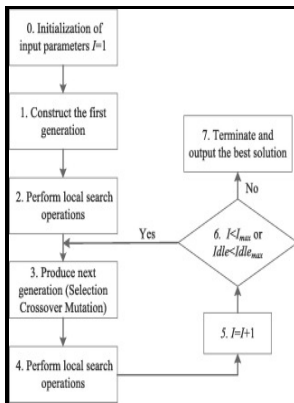 0. Initialization of
input parameters I=1
1. Construct the first
generation
2. Perform local search
operations
3. Produce next
generation (Selection
Crossover Mutation)
4. Perform local search
operations
5. I=I+1
6. I<Imax or
Idle<Idlemax
Yes
No
7. Terminate and
output the best solution